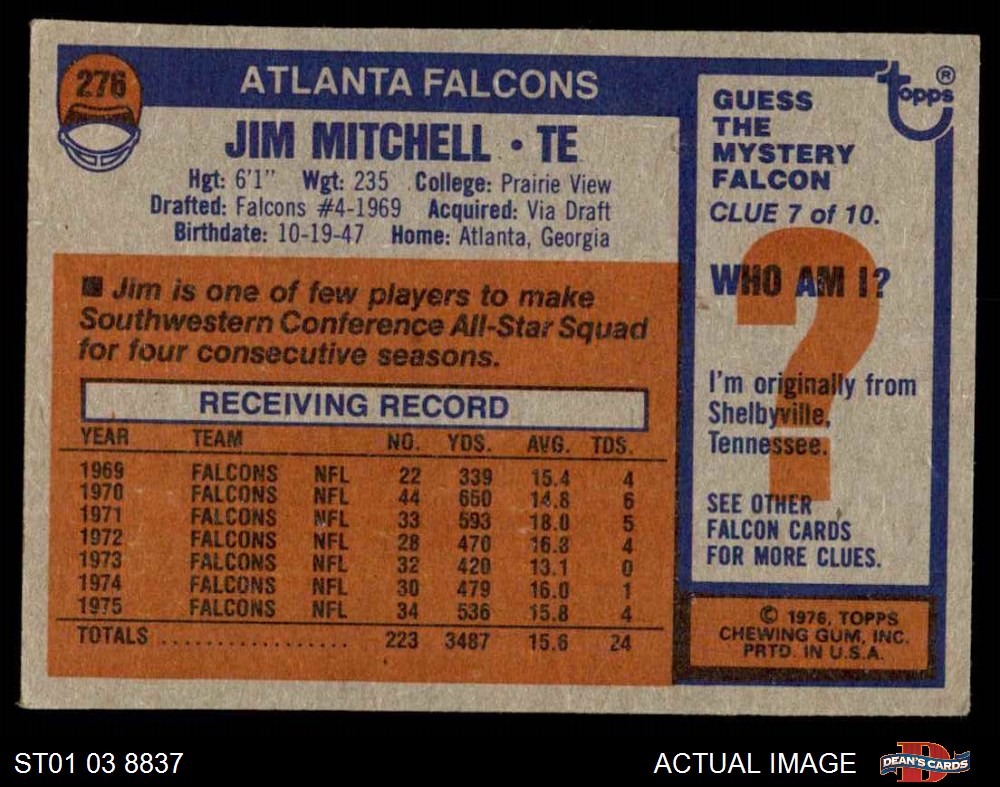 276
ATLANTA FALCONS
JIM MITCHELL • TE
Hgt: 6'1" Wgt: 235 College: Prairie View
Drafted: Falcons #4-1969 Acquired: Via Draft
Birthdate: 10-19-47 Home: Atlanta, Georgia
■ Jim is one of few players to make
Southwestern Conference All-Star Squad
for four consecutive seasons.
RECEIVING RECORD
YEAR TEAM NO. YDS. AVG. TDS.
1969 FALCONS NFL 22 339 15.4 4
1970 FALCONS NFL 44 650 14.8 6
1971 FALCONS NFL 33 593 18.0 5
1972 FALCONS NFL 28 470 16.8 4
1973 FALCONS NFL 32 420 13.1 0
1974 FALCONS NFL 30 479 16.0 1
1975 FALCONS NFL 34 536 15.8 4
TOTALS .................. 223 3487 15.6 24
topps®
GUESS
THE
MYSTERY
FALCON
CLUE 7 of 10.
?
WHO AM I?
I'm originally from
Shelbyville,
Tennessee.
SEE OTHER
FALCON CARDS
FOR MORE CLUES.
© 1976, TOPPS
CHEWING GUM, INC.
PRTD. IN U.S.A.
ST01 03 8837
ACTUAL IMAGE
D
DEAN'S CARDS